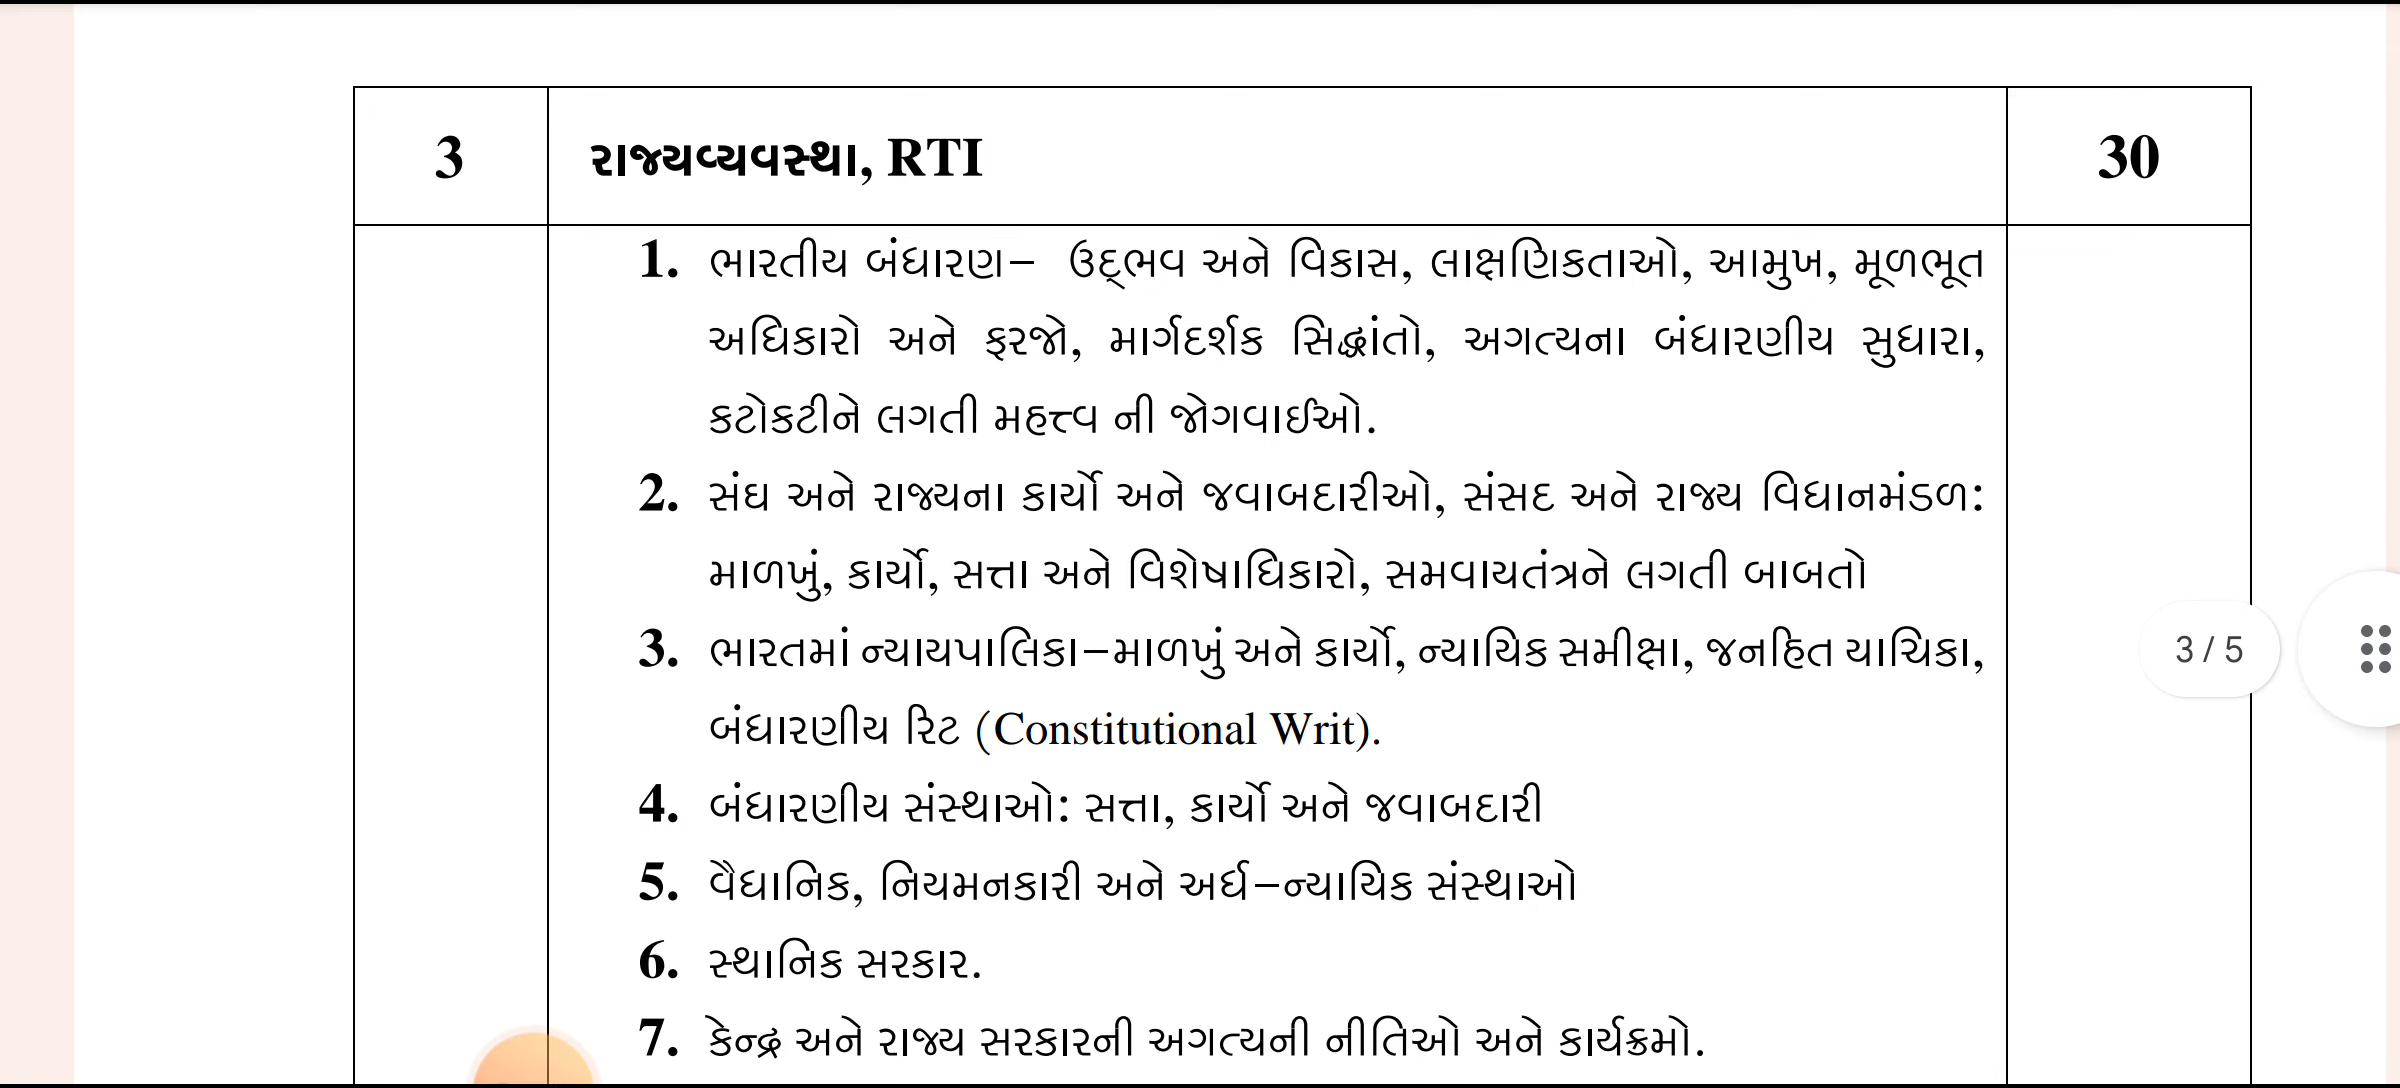 3 રાજ્યવ્યવસ્થા, RTI 30
1. ભારતીય બંધારણ– ઉદ્‌ભવ અને વિકાસ, લાક્ષણિકતાઓ, આમુખ, મૂળભૂત
અધિકારો અને ફરજો, માર્ગદર્શક સિદ્ધાંતો, અગત્યના બંધારણીય સુધારા,
કટોકટીને લગતી મહત્ત્વ ની જોગવાઈઓ.
2. સંઘ અને રાજ્યના કાર્યો અને જવાબદારીઓ, સંસદ અને રાજ્ય વિધાનમંડળ:
માળખું, કાર્યો, સત્તા અને વિશેષાધિકારો, સમવાયતંત્રને લગતી બાબતો
3. ભારતમાં ન્યાયપાલિકા–માળખું અને કાર્યો, ન્યાયિક સમીક્ષા, જનહિત યાચિકા,
3 / 5
બંધારણીય રિટ (Constitutional Writ).
4. બંધારણીય સંસ્થાઓ: સત્તા, કાર્યો અને જવાબદારી
5. વૈધાનિક, નિયમનકારી અને અર્ધ–ન્યાયિક સંસ્થાઓ
6. સ્થાનિક સરકાર.
7. કેન્દ્ર અને રાજ્ય સરકારની અગત્યની નીતિઓ અને કાર્યક્રમો.